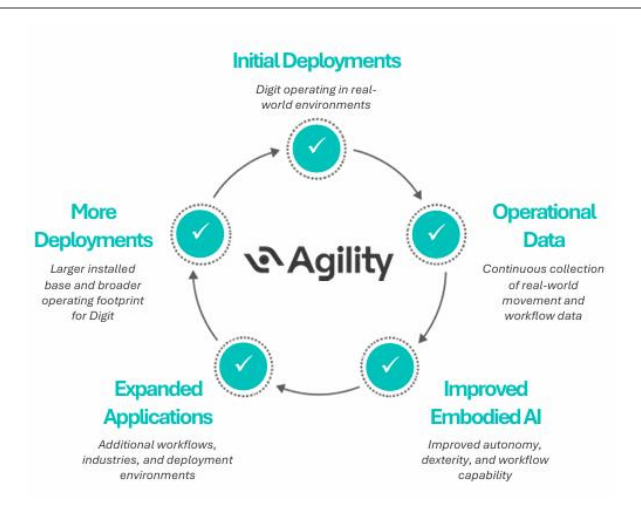 Initial Deployments
Digit operating in real-
world environments
Operational
Data
Continuous collection
of real-world
movement and
workflow data
Improved
Embodied AI
Improved autonomy,
dexterity, and workflow
capability
Expanded
Applications
Additional workflows,
industries, and deployment
environments
More
Deployments
Larger installed
base and broader
operating footprint
for Digit
Agility